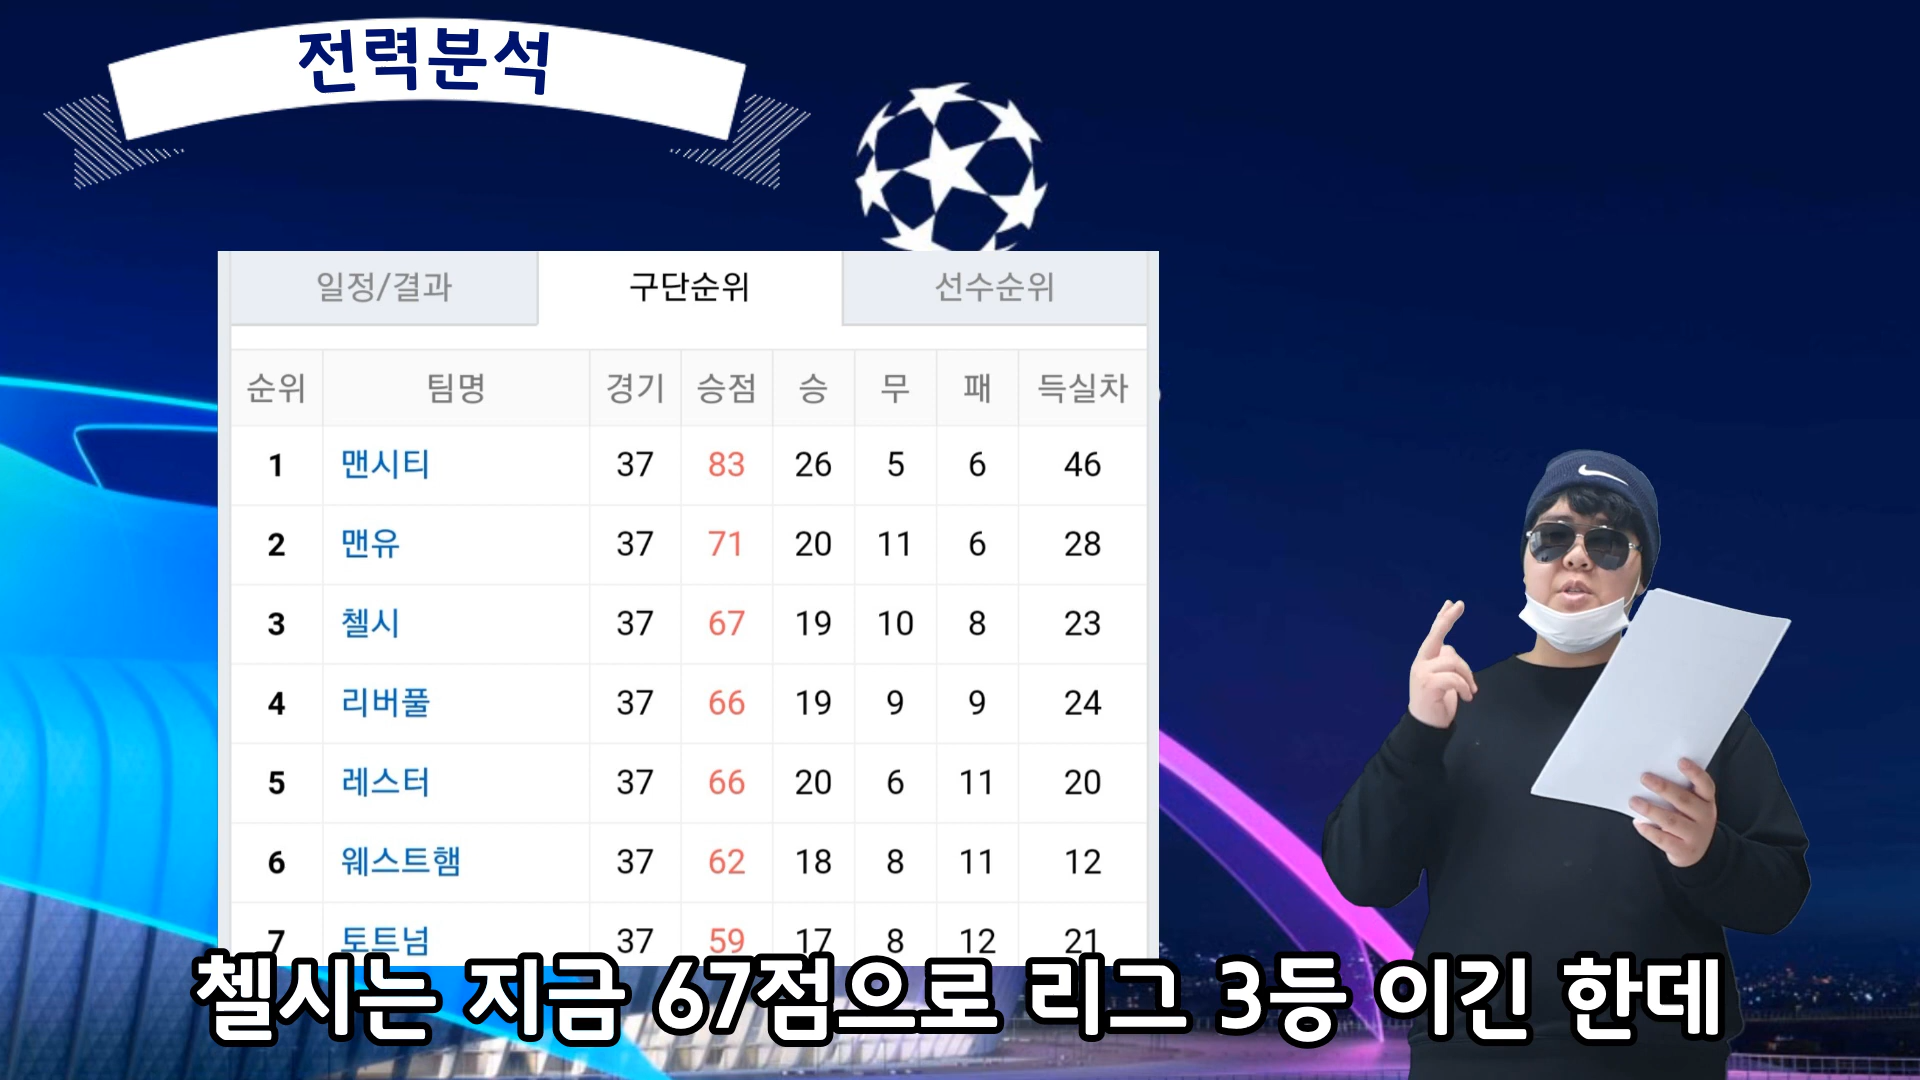 전력분석
일정/결과 구단순위 선수순위
순위 팀명 경기 승점 승 무 패 득실차
1 맨시티 37 83 26 5 6 46
2 맨유 37 71 20 11 6 28
3 첼시 37 67 19 10 8 23
4 리버풀 37 66 19 9 9 24
5 레스터 37 66 20 6 11 20
6 웨스트햄 37 62 18 8 11 12
7 토트넘 37 59 17 8 12 21
첼시는 지금 67점으로 리그 3등 이긴 한데